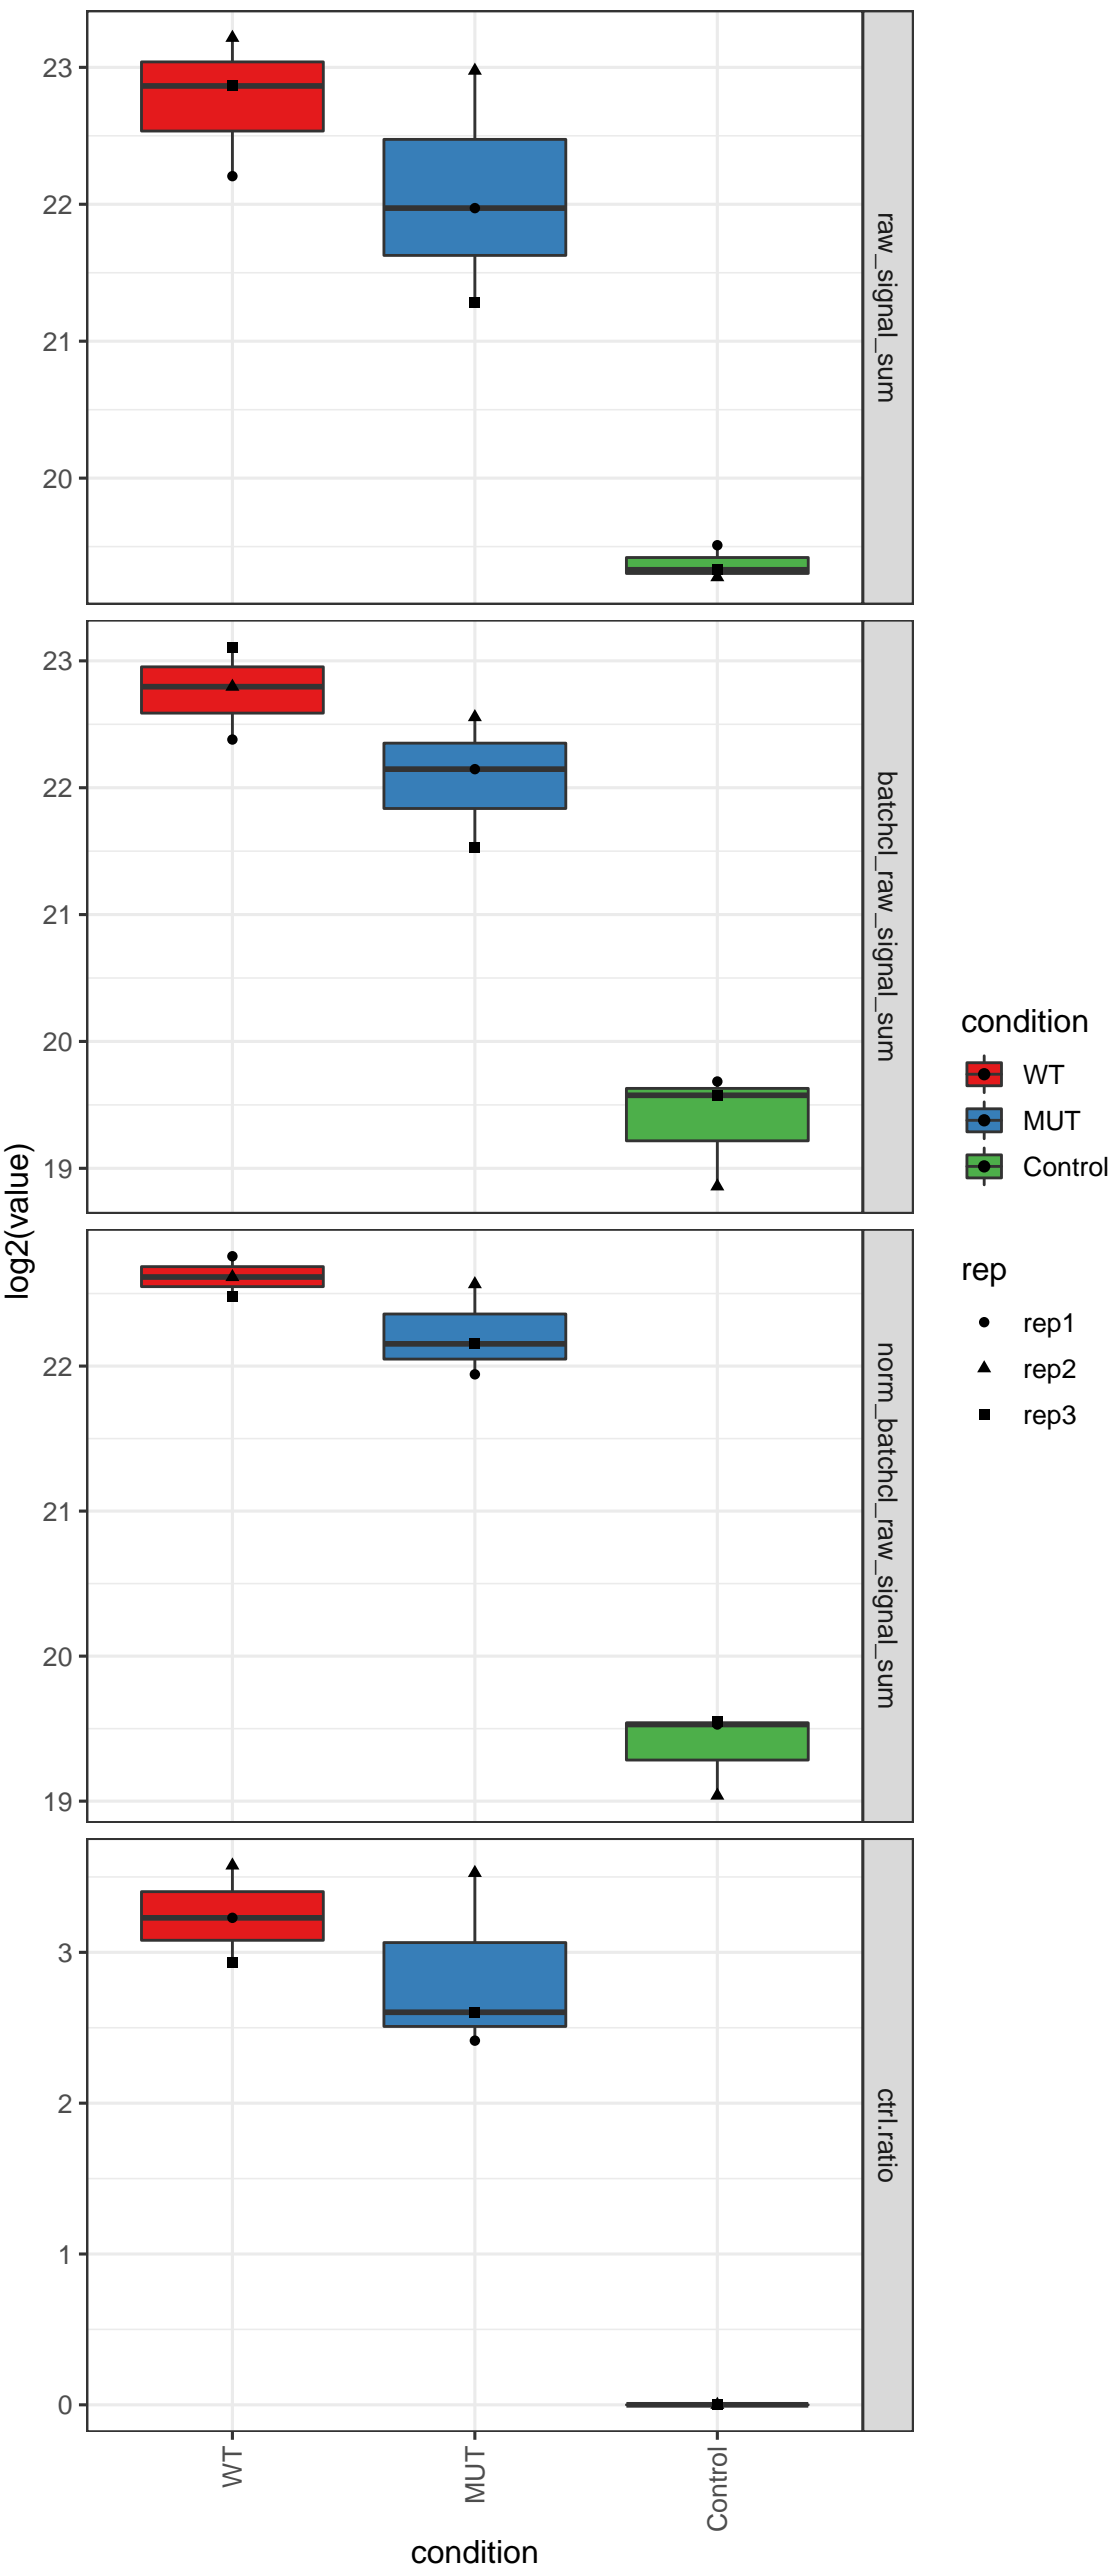 23
22
21
20
raw_signal_sum
23
22
21
20
19
batchcl_raw_signal_sum
22
21
20
19
norm_batchcl_raw_signal_sum
3
2
1
0
ctrl.ratio
log2(value)
WT
MUT
Control
condition
condition
WT
MUT
Control
rep
rep1
rep2
rep3